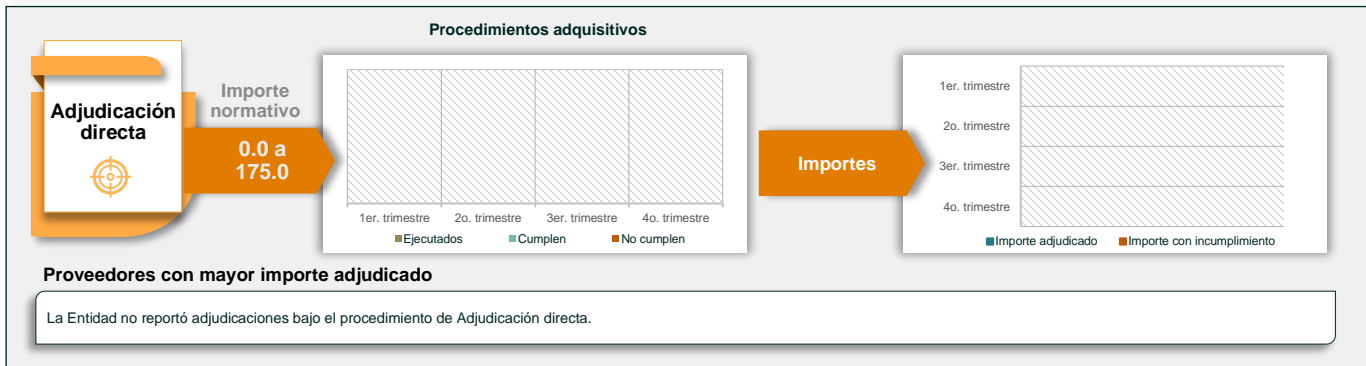 Procedimientos adquisitivos
Adjudicación
directa
Importe
normativo
0.0 a
175.0
1er. trimestre 2o. trimestre 3er. trimestre 4o. trimestre
Ejecutados Cumplen No cumplen
Importes
1er. trimestre
2o. trimestre
3er. trimestre
4o. trimestre
Importe adjudicado Importe con incumplimiento
Proveedores con mayor importe adjudicado
La Entidad no reportó adjudicaciones bajo el procedimiento de Adjudicación directa.